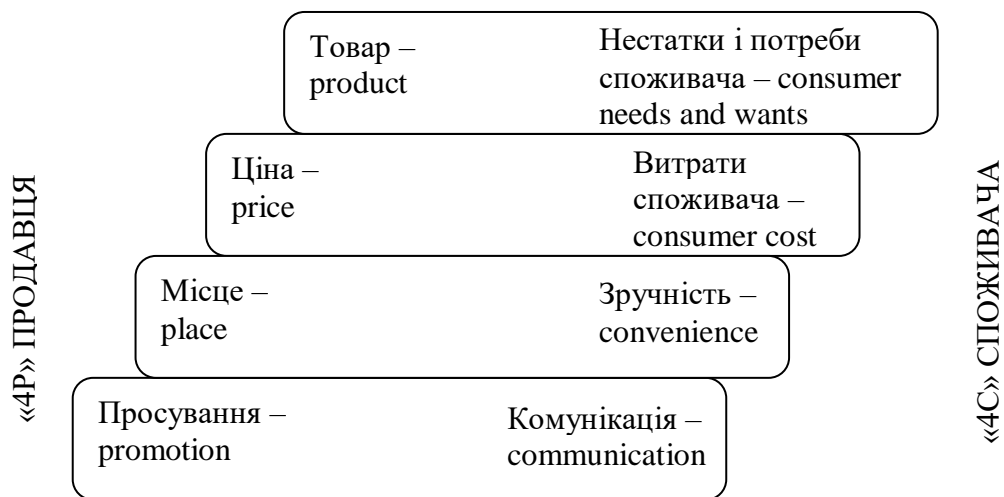 «4Р» ПРОДАВЦЯ
Товар –
product
Нестатки і потреби
споживача – consumer
needs and wants
Ціна –
price
Витрати
споживача –
consumer cost
Місце –
place
Зручність –
convenience
Просування –
promotion
Комунікація –
communication
«4С» СПОЖИВАЧА